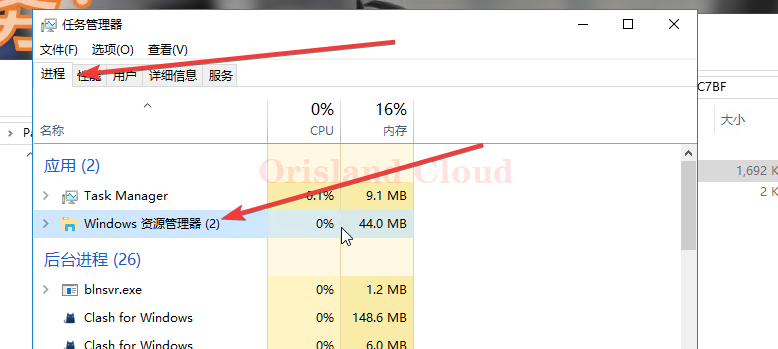 任务管理器
文件(F) 选项(O) 查看(V)
进程 性能 用户 详细信息 服务
C7BF
0% 16%
名称 CPU 内存
大小
Pa
应用 (2)
Orisland Cloud
1,692 K
Task Manager 0.1% 9.1 MB
2 K
Windows 资源管理器 (2) 0% 44.0 MB
后台进程 (26)
blnsvr.exe 0% 1.2 MB
Clash for Windows 0% 148.6 MB
Clash for Windows 0% 6.0 MB